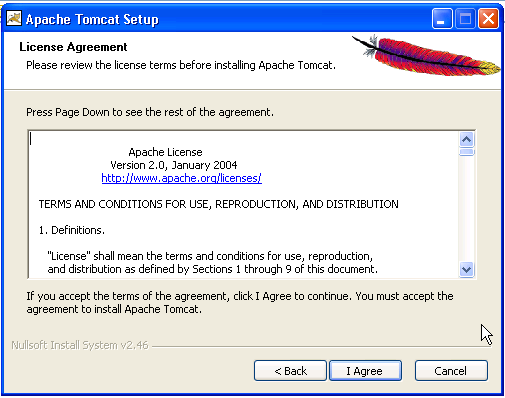 Apache Tomcat Setup
License Agreement
Please review the license terms before installing Apache Tomcat.
Press Page Down to see the rest of the agreement.
Apache License
Version 2.0, January 2004
http://www.apache.org/licenses/
TERMS AND CONDITIONS FOR USE, REPRODUCTION, AND DISTRIBUTION
1. Definitions.
"License" shall mean the terms and conditions for use, reproduction,
and distribution as defined by Sections 1 through 9 of this document.
If you accept the terms of the agreement, click I Agree to continue. You must accept the
agreement to install Apache Tomcat.
Nullsoft Install System v2.46
< Back I Agree Cancel